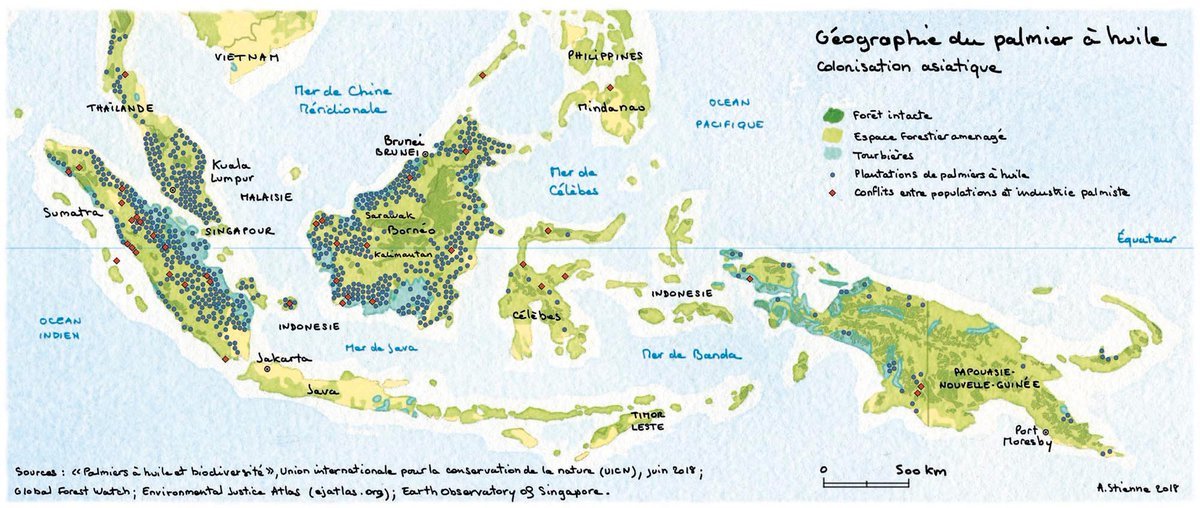 Géographie du palmier à huile
Colonisation asiatique
Forêt intacte
Espace forestier amenagé
Tourbières
Plantations de palmiers à huile
Conflits entre populations et industrie palmiste
VIETNAM
PHILIPPINES
Mer de Chine
Méridionale
THAÏLANDE
Mindanao
OCEAN
PACIFIQUE
Brunei
BRUNEI
Kuala
Lumpur
MALAISIE
Mer de
Célèbes
Sumatra
SINGAPOUR
Sarawak
Bornéo
Kalimantan
Équateur
INDONESIE
INDONESIE
OCEAN
INDIEN
Célèbes
Jakarta
Mer de Java
Mer de Banda
Java
PAPOUASIE-
NOUVELLE-GUINÉE
TIMOR
LESTE
Port
Moresby
Sources : «Palmiers à huile et biodiversité», Union internationale pour la conservation de la nature (UICN), juin 2018 ;
Global Forest Watch ; Environmental Justice Atlas (ejatlas.org) ; Earth Observatory of Singapore.
0 500 km
A. Stienne 2018